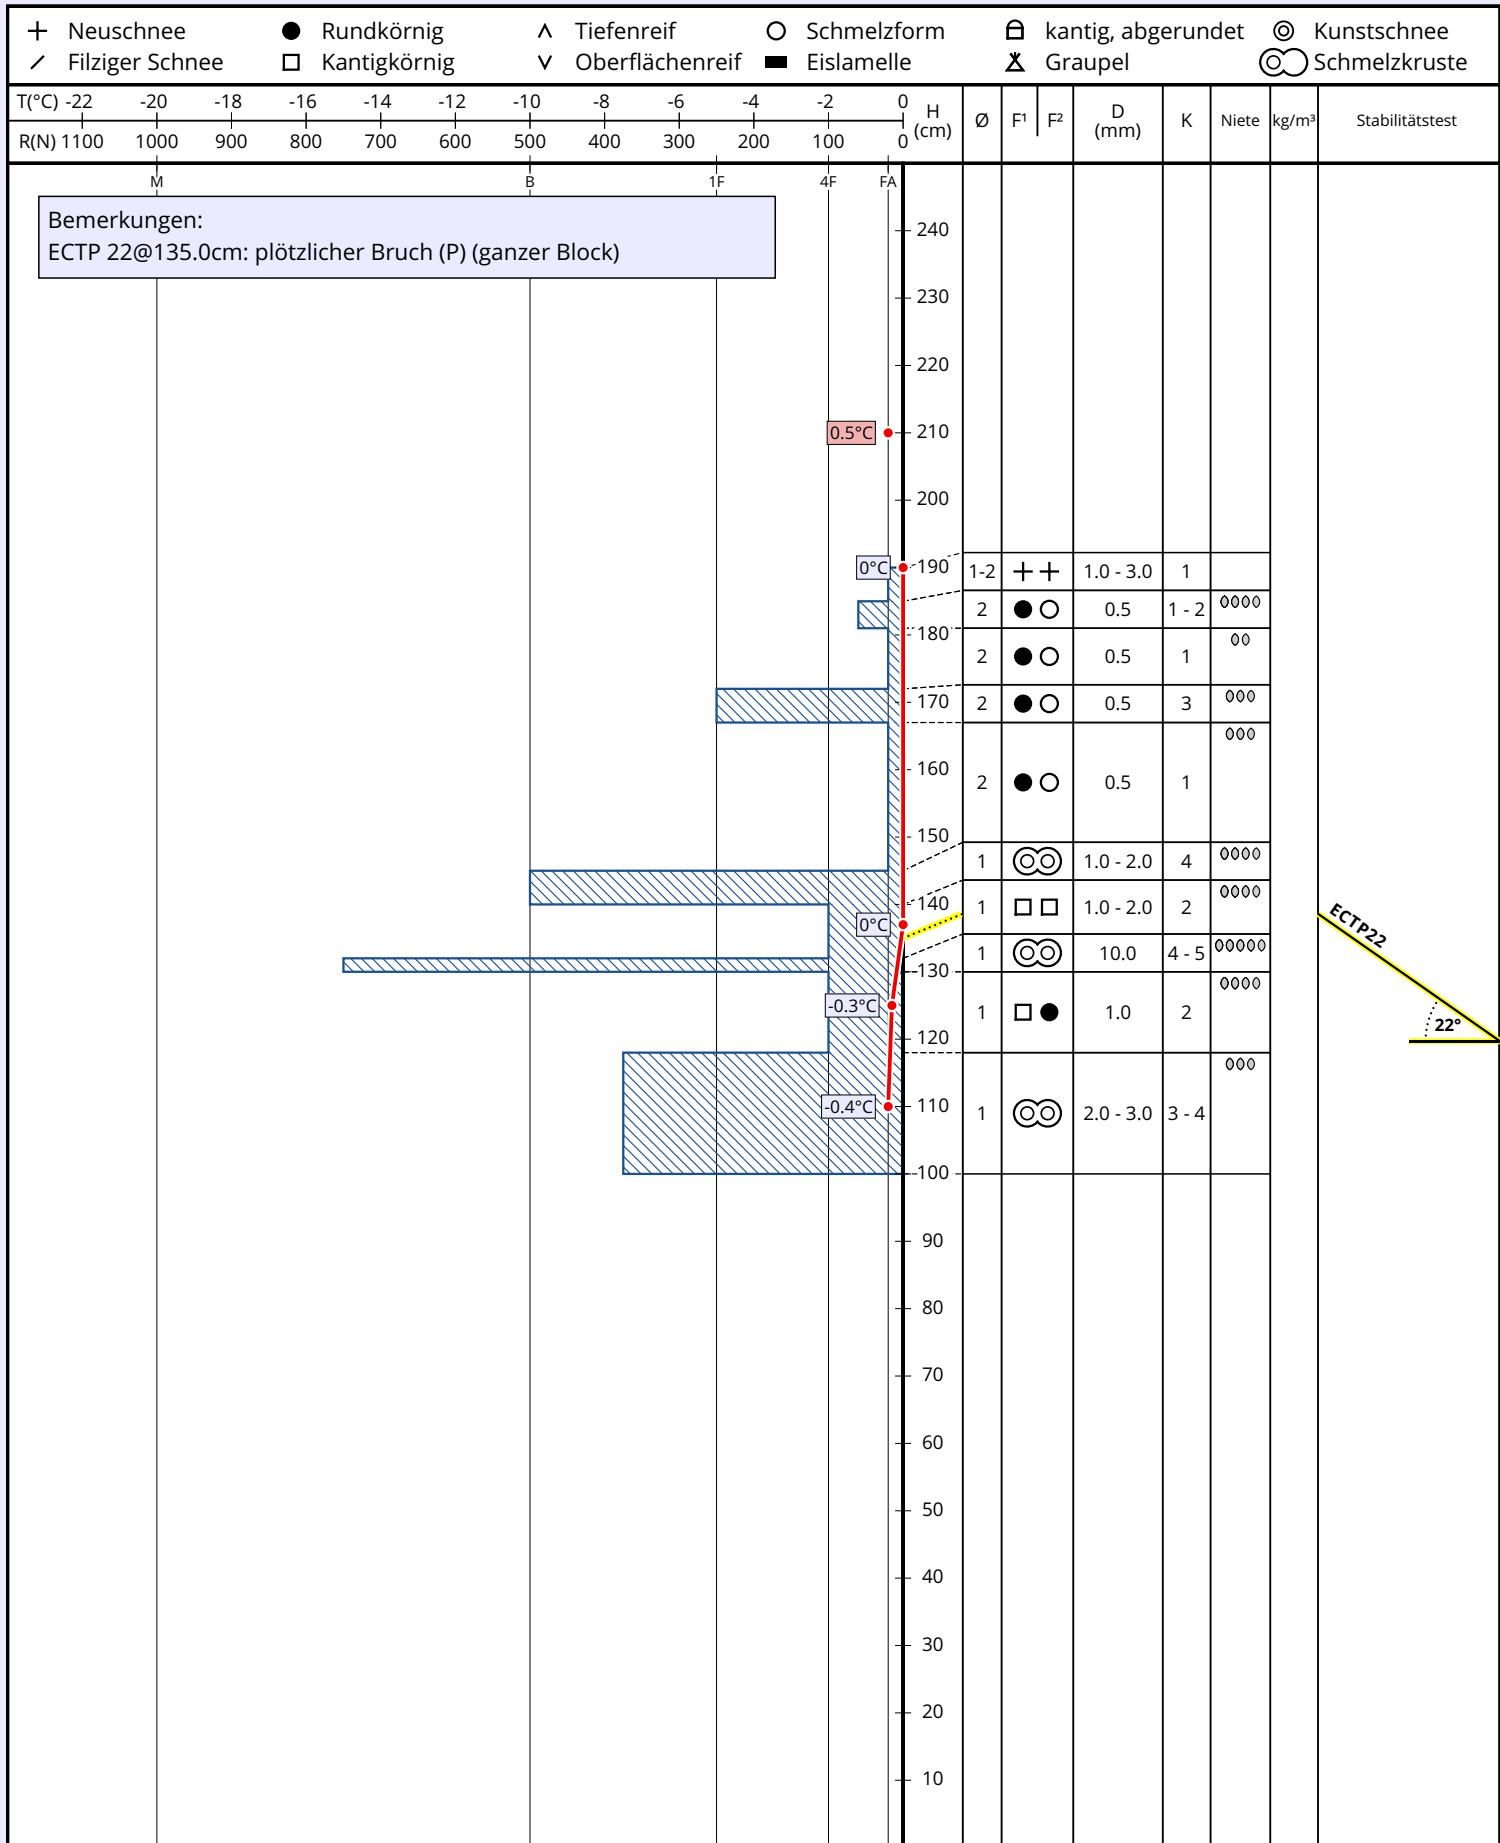 Neuschnee Rundkörnig Tiefenreif Schmelzform kantig, abgerundet Kunstschnee
Filziger Schnee Kantigkörnig Oberflächenreif Eislamelle Graupel Schmelzkruste
T(°C) -22 -20 -18 -16 -14 -12 -10 -8 -6 -4 -2 0
R(N) 1100 1000 900 800 700 600 500 400 300 200 100 0
H (cm) Ø F¹ F² D (mm) K Niete kg/m³ Stabilitätstest
M B 1F 4F FA
Bemerkungen:
ECTP 22@135.0cm: plötzlicher Bruch (P) (ganzer Block)
240
230
220
0.5°C 210
200
0°C 190 1-2 1.0 - 3.0 1
2 0.5 1 - 2
180
2 0.5 1
170 2 0.5 3
160
2 0.5 1
150
1 1.0 - 2.0 4
140 1 1.0 - 2.0 2
ECTP22
0°C
1 10.0 4 - 5
130
-0.3°C 1 1.0 2
22°
120
-0.4°C 110 1 2.0 - 3.0 3 - 4
100
90
80
70
60
50
40
30
20
10